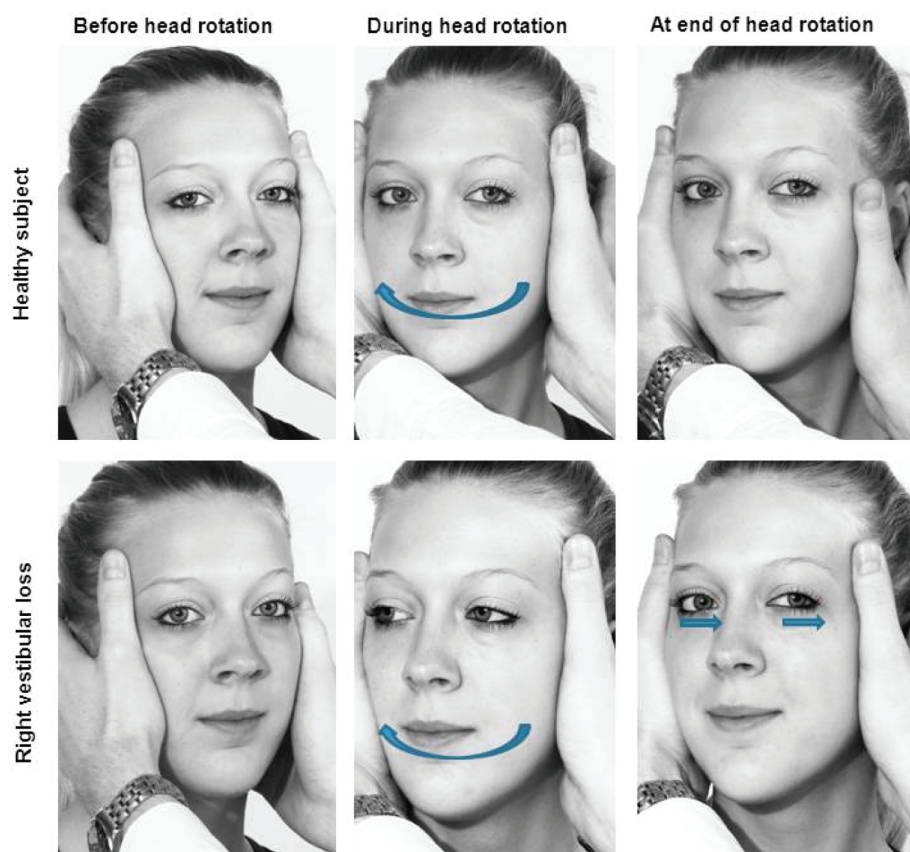 Before head rotation
During head rotation
At end of head rotation
Healthy subject
Right vestibular loss